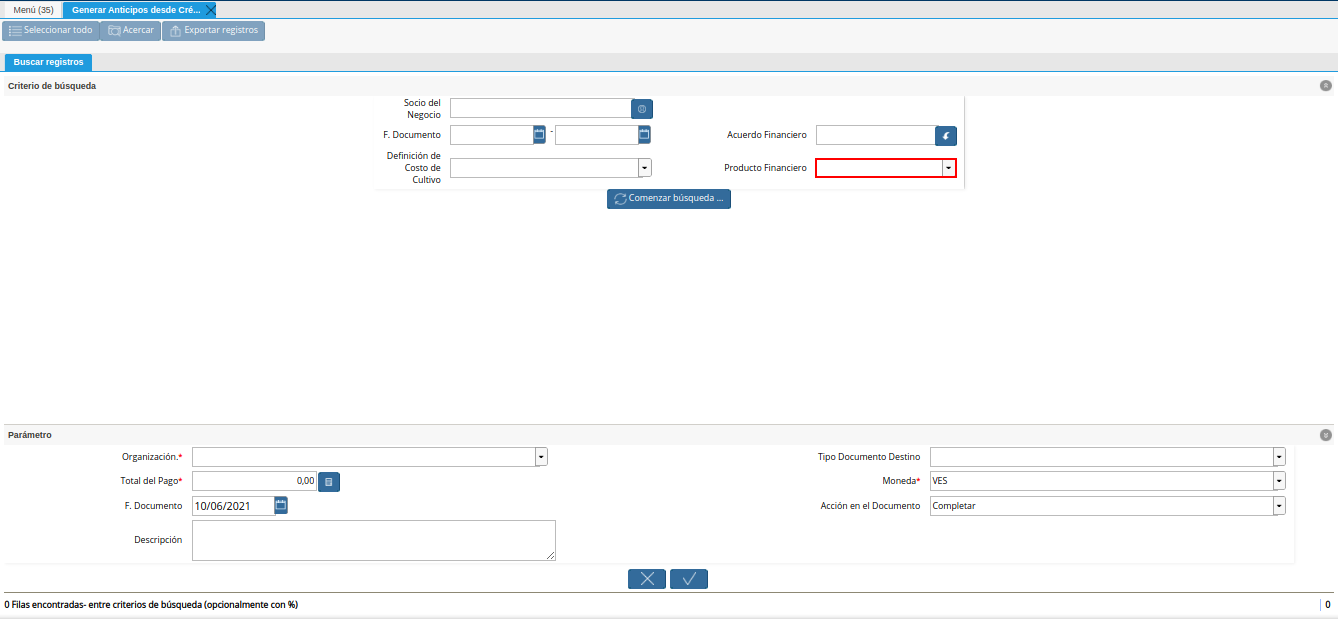 Menú (35)
Generar Anticipos desde Cré...
Seleccionar todo
Acercar
Exportar registros
Buscar registros
Criterio de búsqueda
Socio del
Negocio
F. Documento
-
Acuerdo Financiero
Definición de
Costo de
Cultivo
Producto Financiero
Comenzar búsqueda ...
Parámetro
Organización.*
Tipo Documento Destino
Total del Pago*
0,00
Moneda*
VES
F. Documento
10/06/2021
Acción en el Documento
Completar
Descripción
0 Filas encontradas- entre criterios de búsqueda (opcionalmente con %)
0